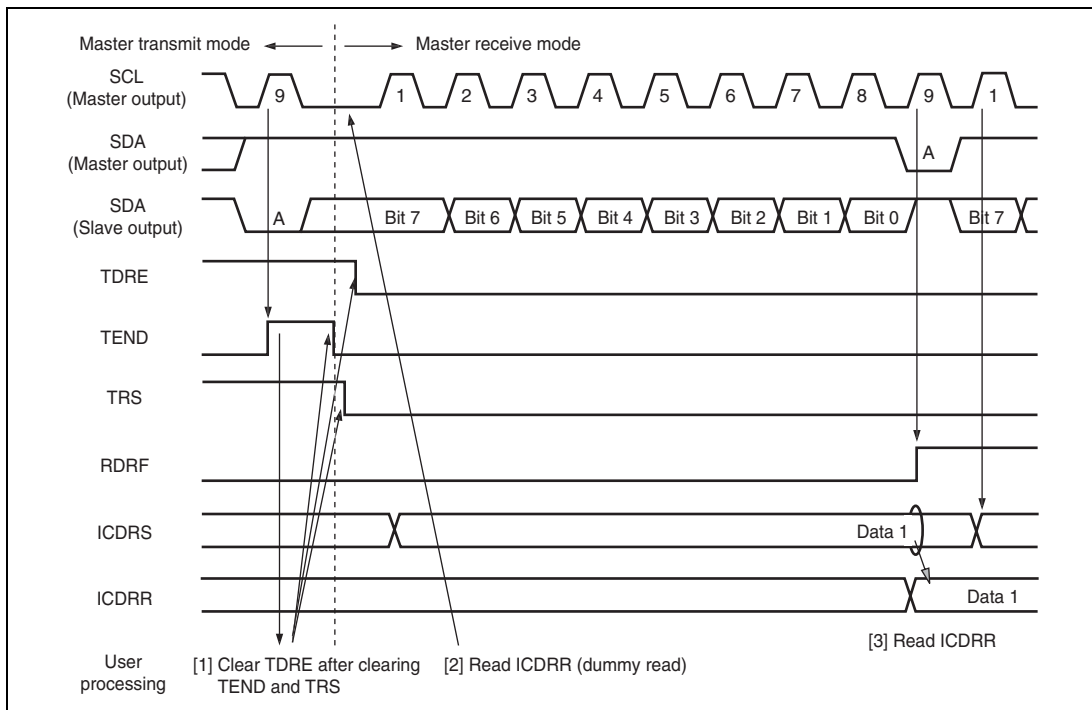 Master transmit mode
Master receive mode
SCL
(Master output)
9
1
2
3
4
5
6
7
8
9
1
SDA
(Master output)
A
SDA
(Slave output)
A
Bit 7
Bit 6
Bit 5
Bit 4
Bit 3
Bit 2
Bit 1
Bit 0
Bit 7
TDRE
TEND
TRS
RDRF
ICDRS
Data 1
ICDRR
Data 1
User
processing
[1] Clear TDRE after clearing
TEND and TRS
[2] Read ICDRR (dummy read)
[3] Read ICDRR